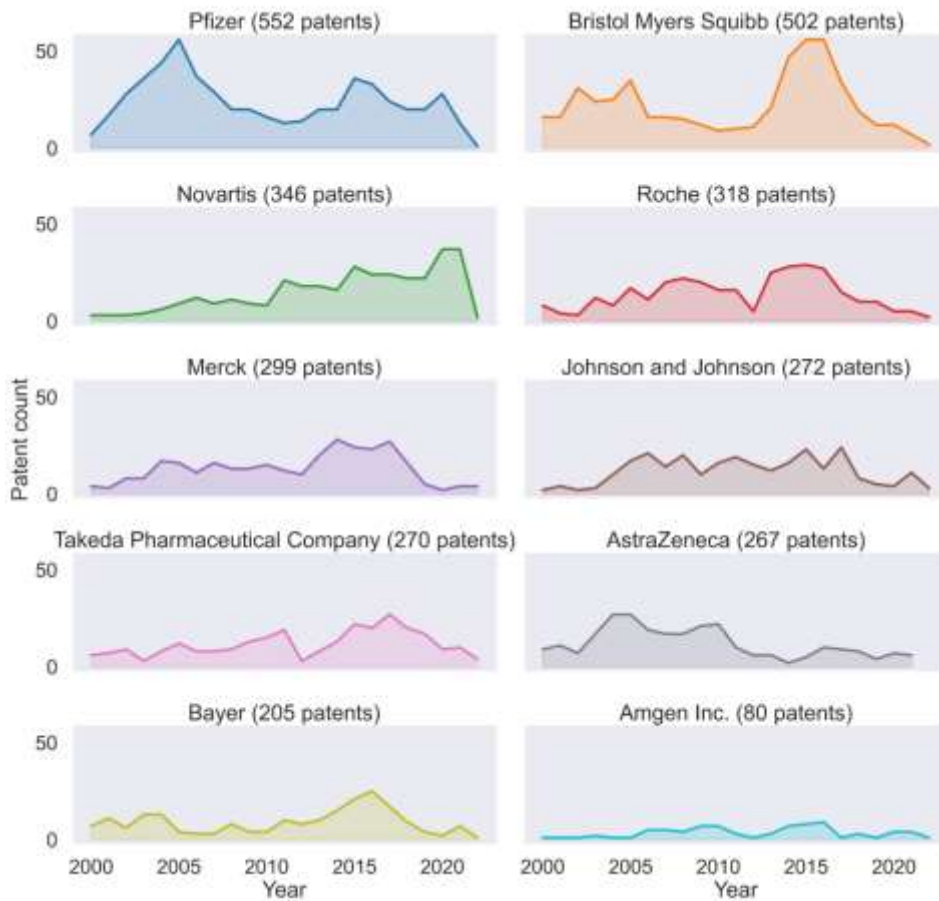 Pfizer (552 patents)
Bristol Myers Squibb (502 patents)
50
0
Novartis (346 patents)
Roche (318 patents)
50
0
Merck (299 patents)
Johnson and Johnson (272 patents)
50
0
Patent count
Takeda Pharmaceutical Company (270 patents)
AstraZeneca (267 patents)
50
0
Bayer (205 patents)
Amgen Inc. (80 patents)
50
0
2000 2005 2010 2015 2020
Year
2000 2005 2010 2015 2020
Year